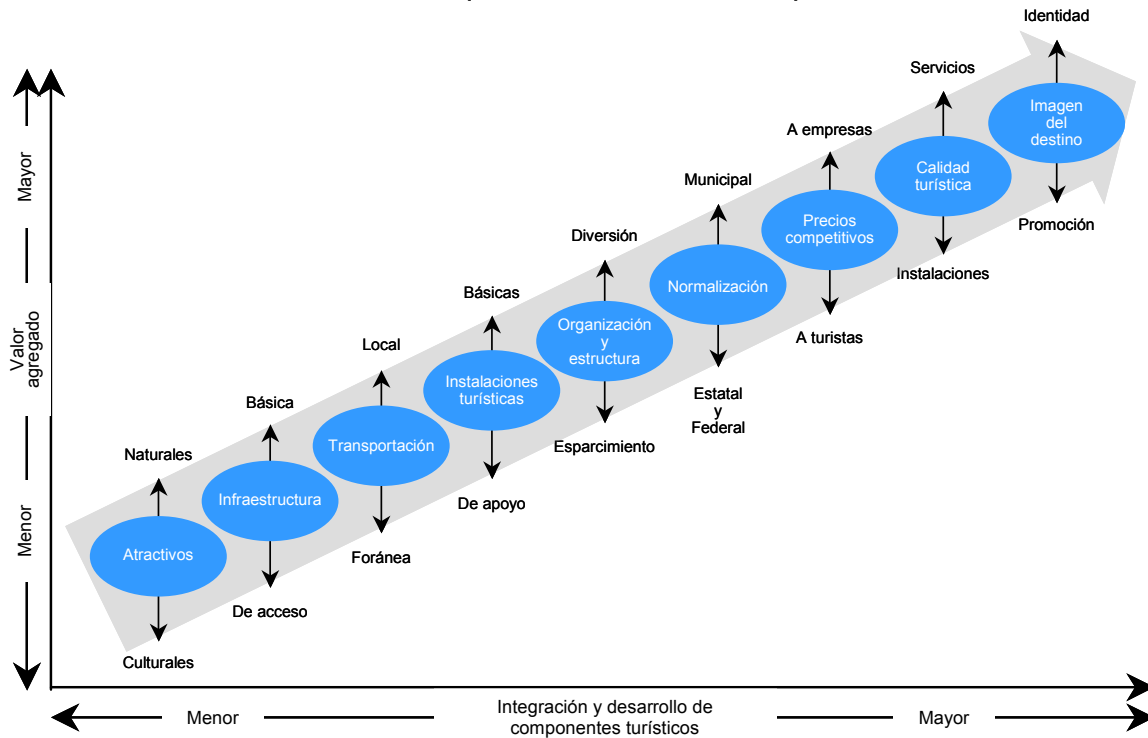 Identidad
Servicios
Imagen
del
destino
A empresas
Mayor
Calidad
turística
Municipal
Precios
competitivos
Promoción
Diversión
Normalización
Instalaciones
Básicas
Organización
y
estructura
A turistas
Local
Valor
agregado
Instalaciones
turísticas
Estatal
y
Federal
Básica
Transportación
Esparcimiento
Naturales
Infraestructura
De apoyo
Menor
Atractivos
Foránea
De acceso
Culturales
Menor
Integración y desarrollo de
componentes turísticos
Mayor